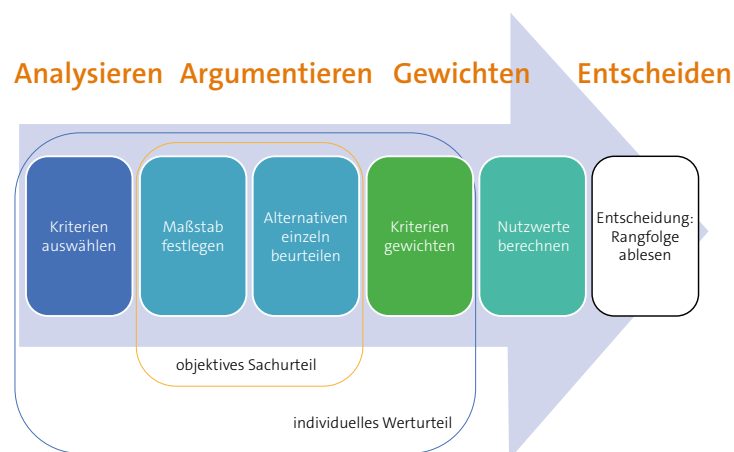 Analysieren Argumentieren Gewichten Entscheiden
Kriterien
auswählen
Maßstab
festlegen
Alternativen
einzeln
beurteilen
Kriterien
gewichten
Nutzwerte
berechnen
Entscheidung:
Rangfolge
ablesen
objektives Sachurteil
individuelles Werturteil